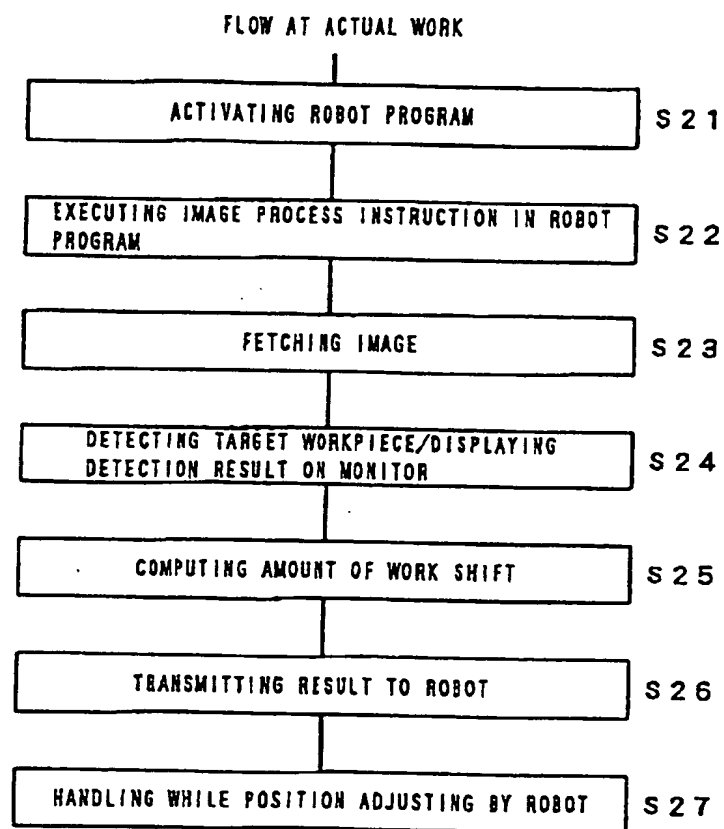 FLOW AT ACTUAL WORK
ACTIVATING ROBOT PROGRAM S21
EXECUTING IMAGE PROCESS INSTRUCTION IN ROBOT
PROGRAM S22
FETCHING IMAGE S23
DETECTING TARGET WORKPIECE/DISPLAYING
DETECTION RESULT ON MONITOR S24
COMPUTING AMOUNT OF WORK SHIFT S25
TRANSMITTING RESULT TO ROBOT S26
HANDLING WHILE POSITION ADJUSTING BY ROBOT S27